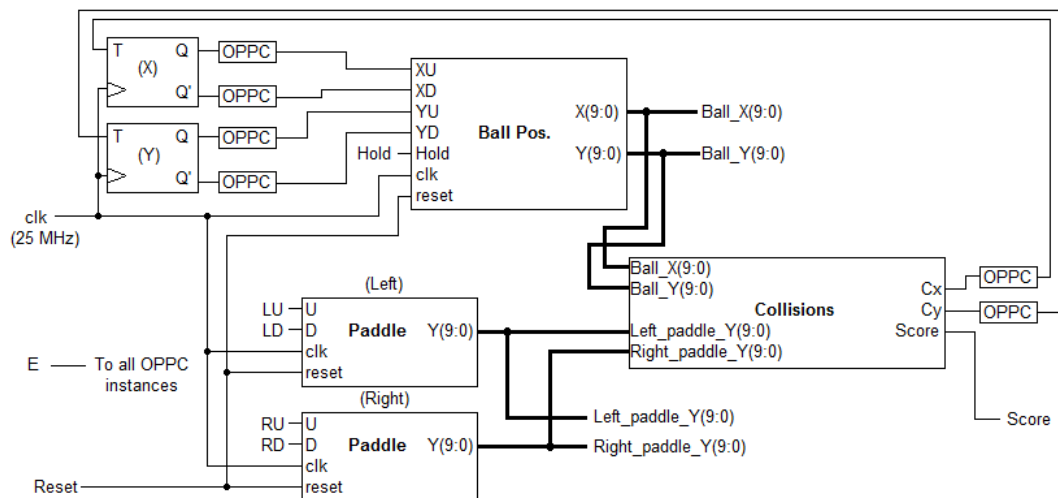 T Q OPPC
(X)
Q' OPPC
T Q OPPC
(Y)
Q' OPPC
clk
(25 MHz)
XU
XD
YU
YD
Hold Hold
clk
reset
Ball Pos.
X(9:0) Ball_X(9:0)
Y(9:0) Ball_Y(9:0)
(Left)
LU U
LD D
Paddle Y(9:0)
clk
reset
E To all OPPC
instances
(Right)
RU U
RD D
Paddle Y(9:0)
clk
Reset reset
Ball_X(9:0)
Ball_Y(9:0)
Collisions
Left_paddle_Y(9:0)
Right_paddle_Y(9:0)
Cx OPPC
Cy OPPC
Score
Left_paddle_Y(9:0)
Right_paddle_Y(9:0)
Score